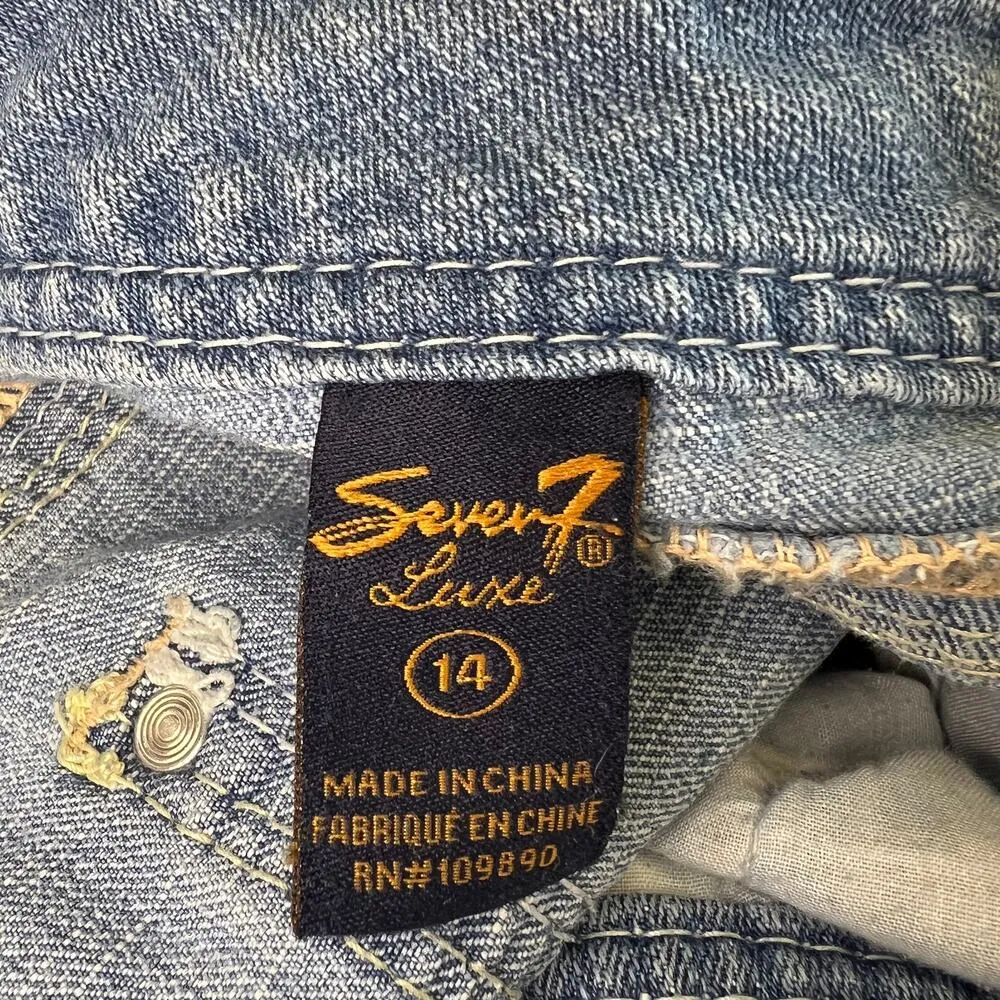 Seven7®
Luxe
14
MADE IN CHINA
FABRIQUÉ EN CHINE
RN#109890